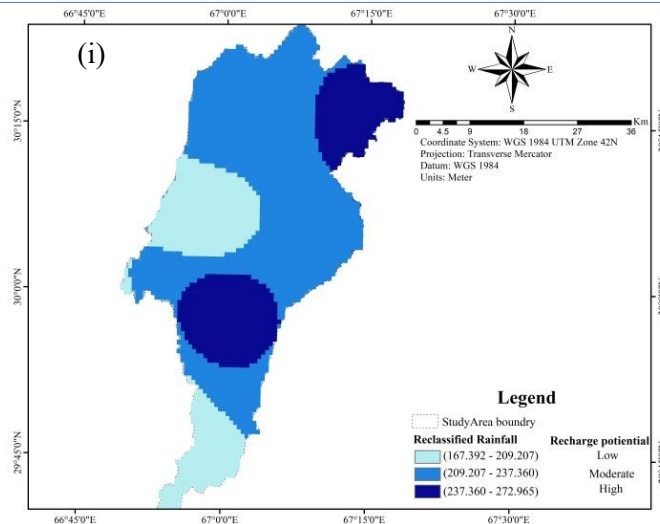 66°45'0"E 67°0'0"E 67°15'0"E 67°30'0"E
(i)
N
W E
S
30°15'0"N
Km
0 4.5 9 18 27 36
Coordinate System: WGS 1984 UTM Zone 42N
Projection: Transverse Mercator
Datum: WGS 1984
Units: Meter
30°0'0"N
Legend
StudyArea boundry
Reclassified Rainfall Recharge puotiential
(167.392 - 209.207) Low
(209.207 - 237.360) Moderate
(237.360 - 272.965) High
29°45'0"N
66°45'0"E 67°0'0"E 67°15'0"E 67°30'0"E